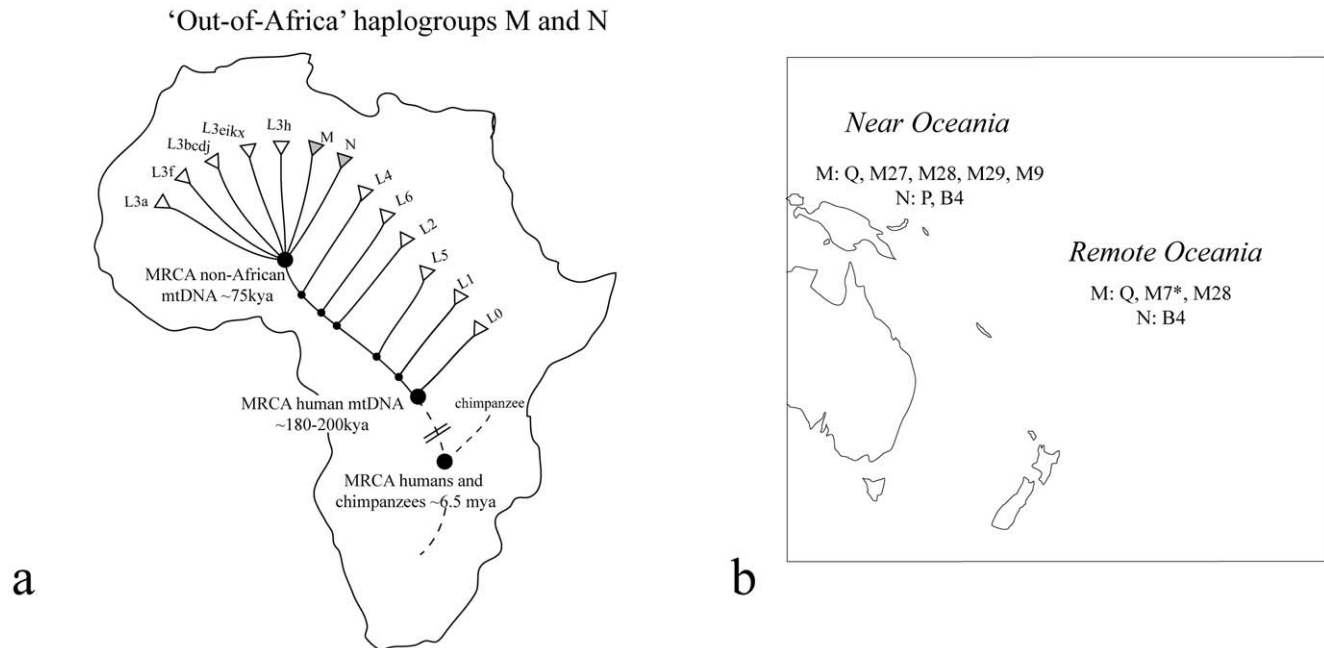 ‘Out-of-Africa’ haplogroups M and N
L3a
L3f
L3bcdj
L3eikx
L3h
M
N
L4
L6
L2
L5
L1
L0
MRCA non-African
mtDNA ~75kya
MRCA human mtDNA
~180-200kya
chimpanzee
MRCA humans and
chimpanzees ~6.5 mya
a
Near Oceania
M: Q, M27, M28, M29, M9
N: P, B4
Remote Oceania
M: Q, M7*, M28
N: B4
b